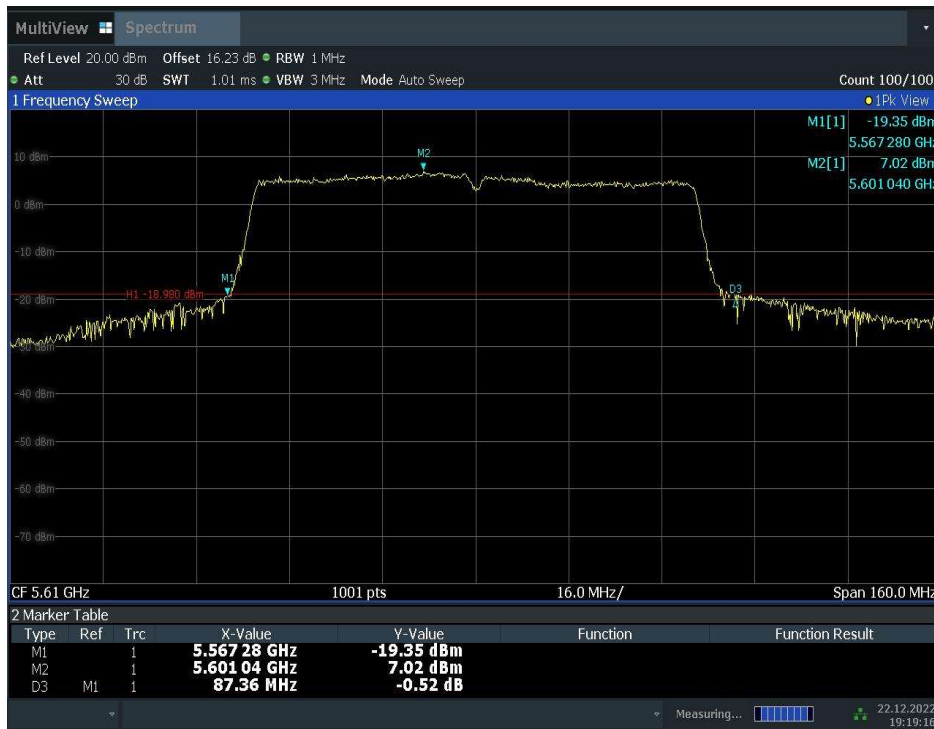 MultiView Spectrum
Ref Level 20.00 dBm Offset 16.23 dB RBW 1 MHz
Att 30 dB SWT 1.01 ms VBW 3 MHz Mode Auto Sweep Count 100/100
1 Frequency Sweep 1Pk View
M1[1] -19.35 dBm
5.567 280 GHz
M2[1] 7.02 dBm
5.601 040 GHz
10 dBm
M2
0 dBm
-10 dBm
M1
H1 -18.980 dBm
D3
-20 dBm
-30 dBm
-40 dBm
-50 dBm
-60 dBm
-70 dBm
CF 5.61 GHz 1001 pts 16.0 MHz/ Span 160.0 MHz
2 Marker Table
Type Ref Trc X-Value Y-Value Function Function Result
M1 1 5.567 28 GHz -19.35 dBm
M2 1 5.601 04 GHz 7.02 dBm
D3 M1 1 87.36 MHz -0.52 dB
Measuring... 22.12.2022
19:19:16